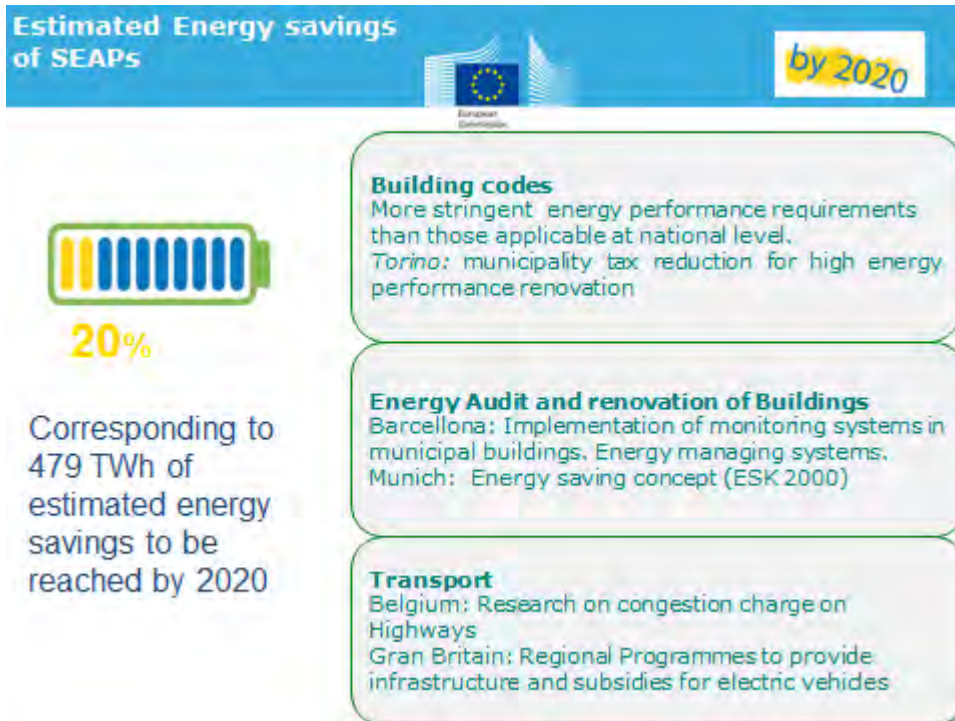 Estimated Energy savings
of SEAPs
by 2020
European
Commission
20%
Corresponding to
479 TWh of
estimated energy
savings to be
reached by 2020
Building codes
More stringent energy performance requirements
than those applicable at national level.
Torino: municipality tax reduction for high energy
performance renovation
Energy Audit and renovation of Buildings
Barcellona: Implementation of monitoring systems in
municipal buildings. Energy managing systems.
Munich: Energy saving concept (ESK 2000)
Transport
Belgium: Research on congestion charge on
Highways
Gran Britain: Regional Programmes to provide
infrastructure and subsidies for electric vehicles